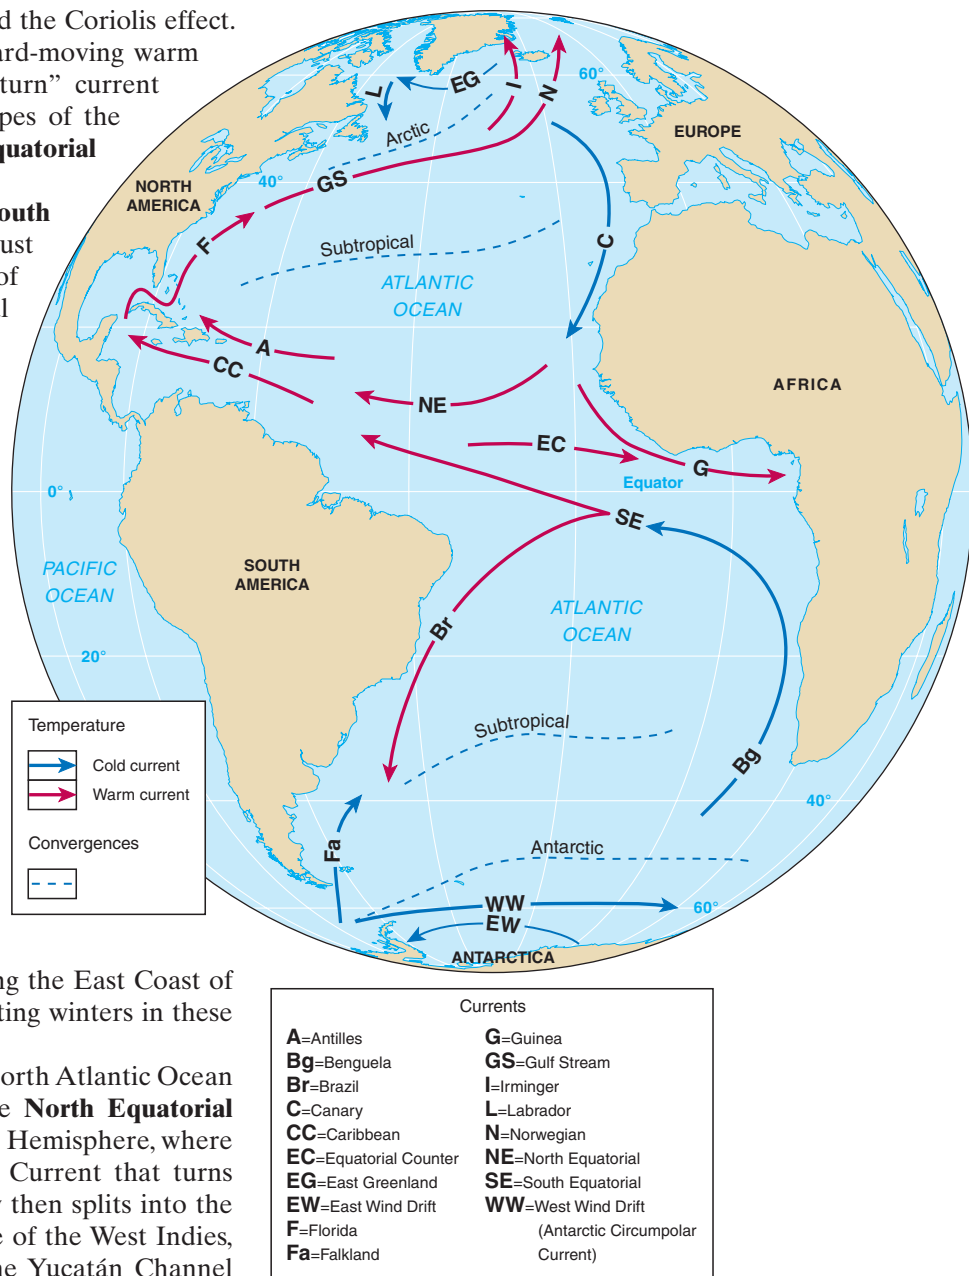 d the Coriolis effect.
ard-moving warm
turn” current
pes of the
quatorial
outh
ust
of
l
60°
EG
L
I
N
Arctic
EUROPE
NORTH
AMERICA
40°
GS
F
C
Subtropical
ATLANTIC
OCEAN
A
CC
AFRICA
NE
EC
G
Equator
0°
SE
PACIFIC
OCEAN
SOUTH
AMERICA
ATLANTIC
OCEAN
Br
20°
Subtropical
Temperature
Cold current
Warm current
Convergences
Bg
40°
Fa
Antarctic
WW
60°
EW
ANTARCTICA
ng the East Coast of
ting winters in these
orth Atlantic Ocean
e North Equatorial
Hemisphere, where
Current that turns
then splits into the
e of the West Indies,
ne Yucatán Channel
Currents
A=Antilles
Bg=Benguela
Br=Brazil
C=Canary
CC=Caribbean
EC=Equatorial Counter
EG=East Greenland
EW=East Wind Drift
F=Florida
Fa=Falkland
G=Guinea
GS=Gulf Stream
I=Irminger
L=Labrador
N=Norwegian
NE=North Equatorial
SE=South Equatorial
WW=West Wind Drift
(Antarctic Circumpolar
Current)